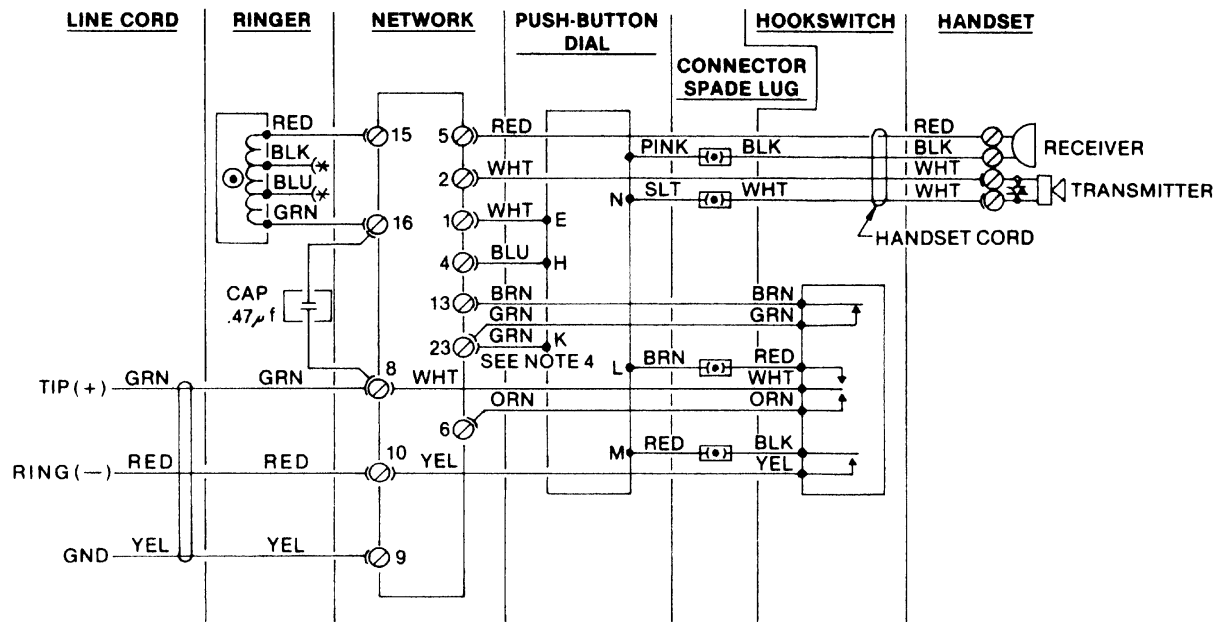 LINE CORD
RINGER
NETWORK
PUSH-BUTTON
DIAL
CONNECTOR
SPADE LUG
HOOKSWITCH
HANDSET
RED
BLK
BLU
GRN
(*
(*
15
16
CAP
.47μf
5
2
1
4
13
23
8
6
10
9
RED
WHT
WHT
BLU
BRN
GRN
GRN
SEE NOTE 4
WHT
ORN
YEL
E
H
K
N
L
M
PINK
BLK
SLT
WHT
BRN
RED
RED
BLK
BRN
GRN
WHT
ORN
YEL
RED
BLK
WHT
WHT
RECEIVER
TRANSMITTER
HANDSET CORD
TIP (+)
GRN
GRN
RING (—)
RED
RED
GND
YEL
YEL